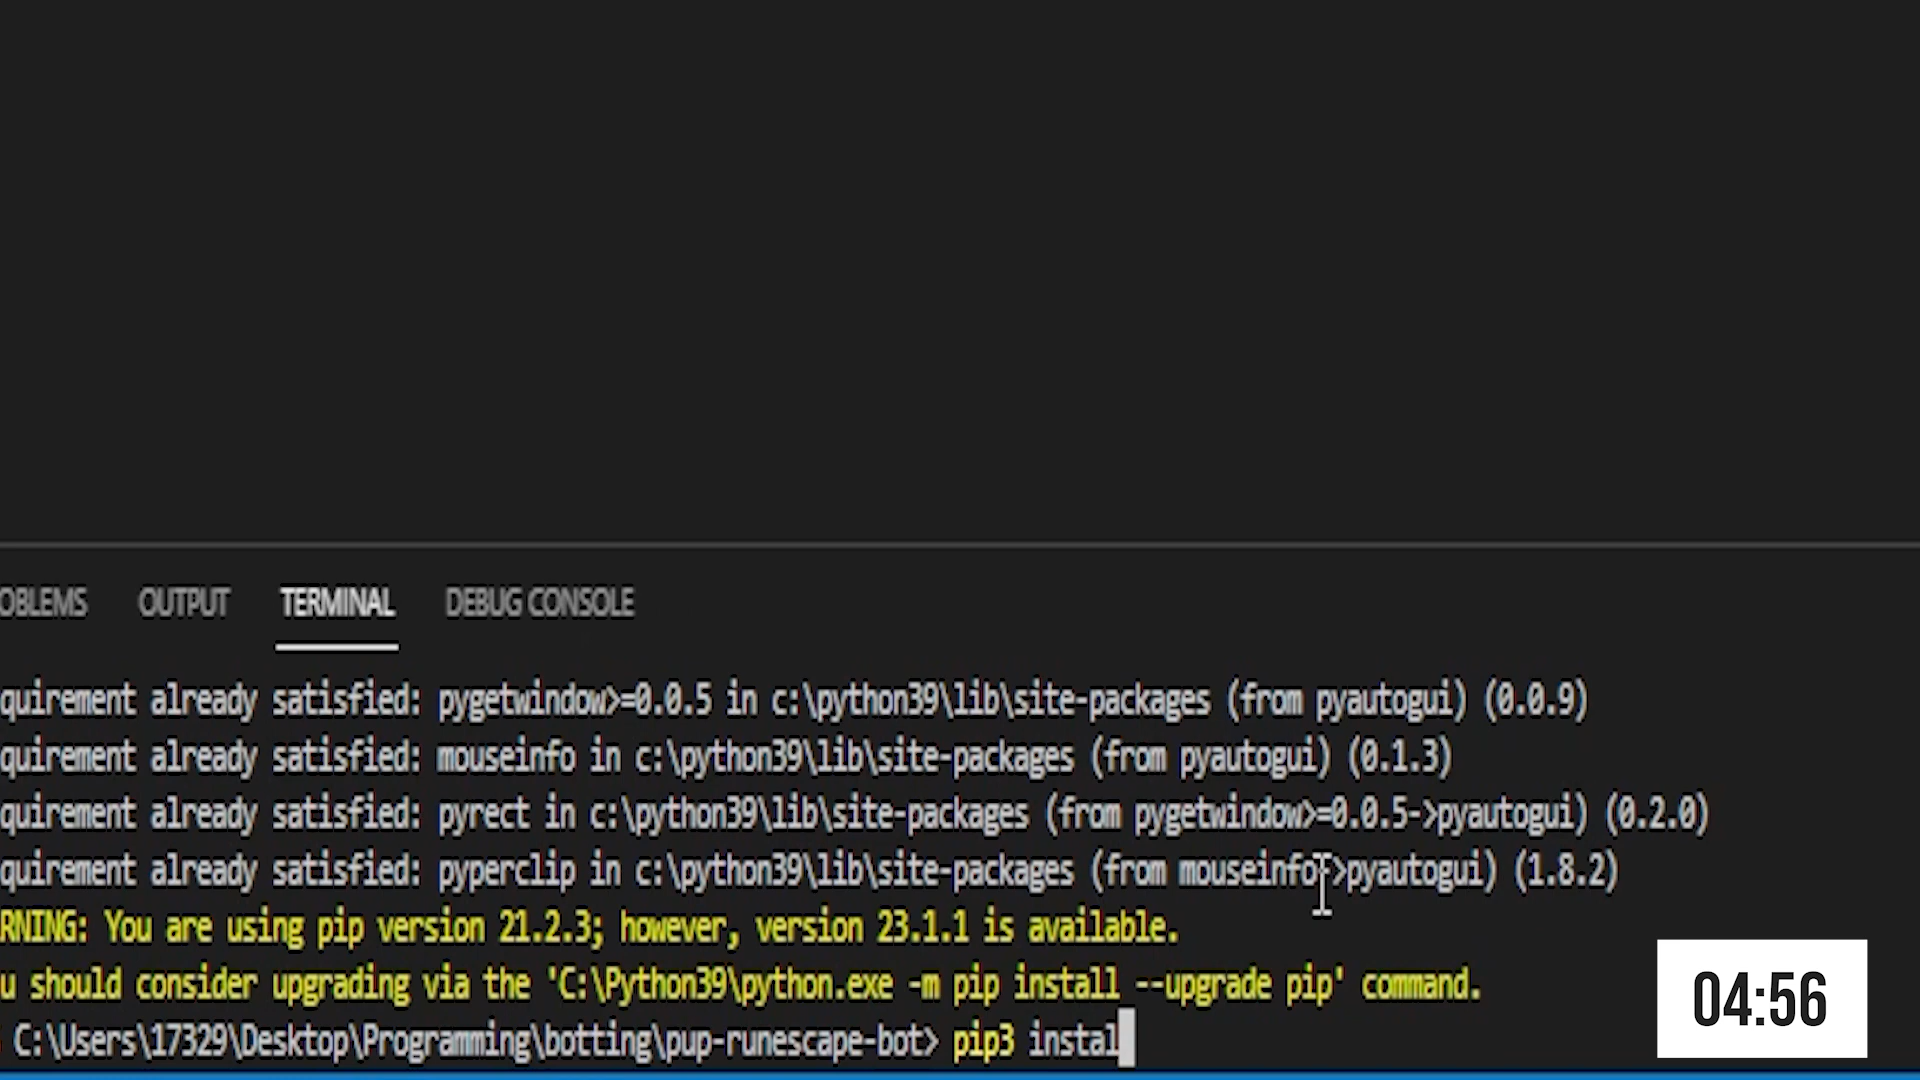 OBLEMS OUTPUT TERMINAL DEBUG CONSOLE
quirement already satisfied: pygetwindow>=0.0.5 in c:\python39\lib\site-packages (from pyautogui) (0.0.9)
quirement already satisfied: mouseinfo in c:\python39\lib\site-packages (from pyautogui) (0.1.3)
quirement already satisfied: pyrect in c:\python39\lib\site-packages (from pygetwindow>=0.0.5->pyautogui) (0.2.0)
quirement already satisfied: pyperclip in c:\python39\lib\site-packages (from mouseinfo->pyautogui) (1.8.2)
RNING: You are using pip version 21.2.3; however, version 23.1.1 is available.
u should consider upgrading via the 'C:\Python39\python.exe -m pip install --upgrade pip' command.
C:\Users\17329\Desktop\Programming\botting\pup-runescape-bot> pip3 instal
04:56